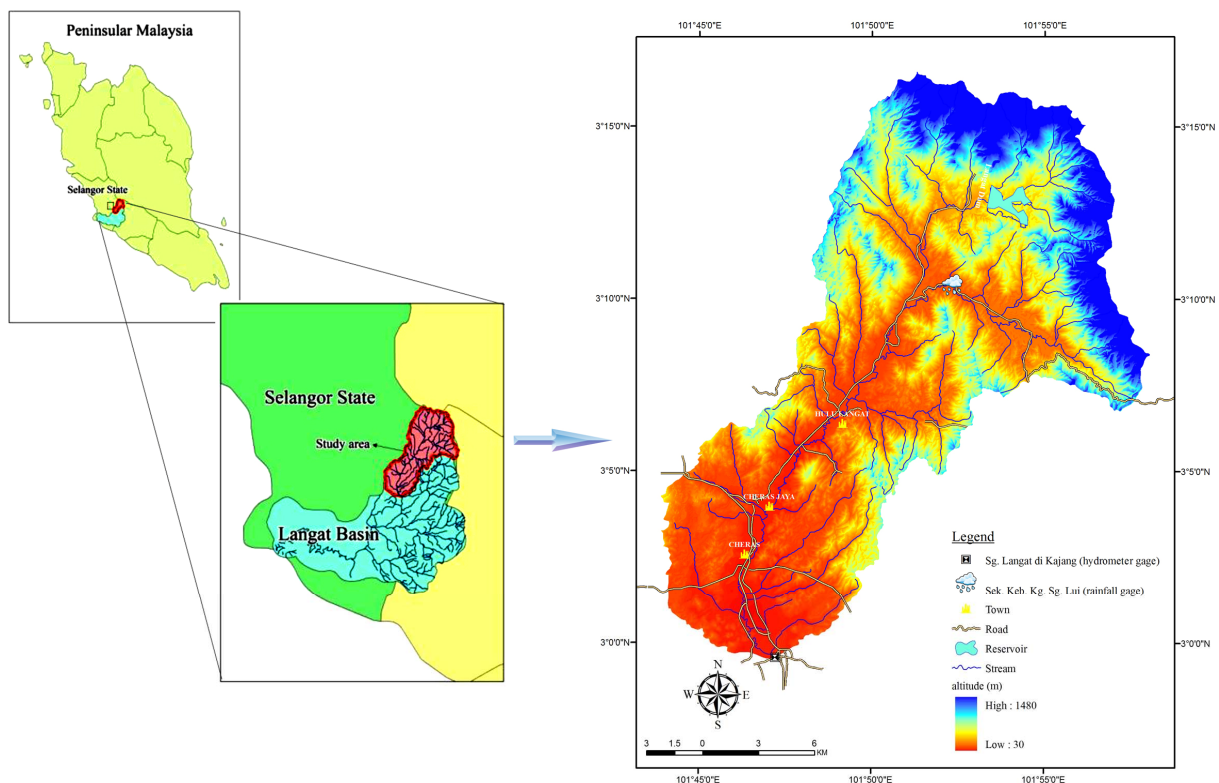 Peninsular Malaysia
Selangor State
Selangor State
Study area
Langat Basin
101°45'0"E
101°50'0"E
101°55'0"E
3°15'0"N
3°15'0"N
3°10'0"N
3°10'0"N
3°5'0"N
3°5'0"N
3°0'0"N
3°0'0"N
HULU LANGAT
CHERAS JAYA
CHERAS
Legend
Sg. Langat di Kajang (hydrometer gage)
Sek. Keb. Kg. Sg. Lui (rainfall gage)
Town
Road
Reservoir
Stream
altitude (m)
High : 1480
Low : 30
N
W
E
S
3 1.5 0 3 6
KM
101°45'0"E
101°50'0"E
101°55'0"E